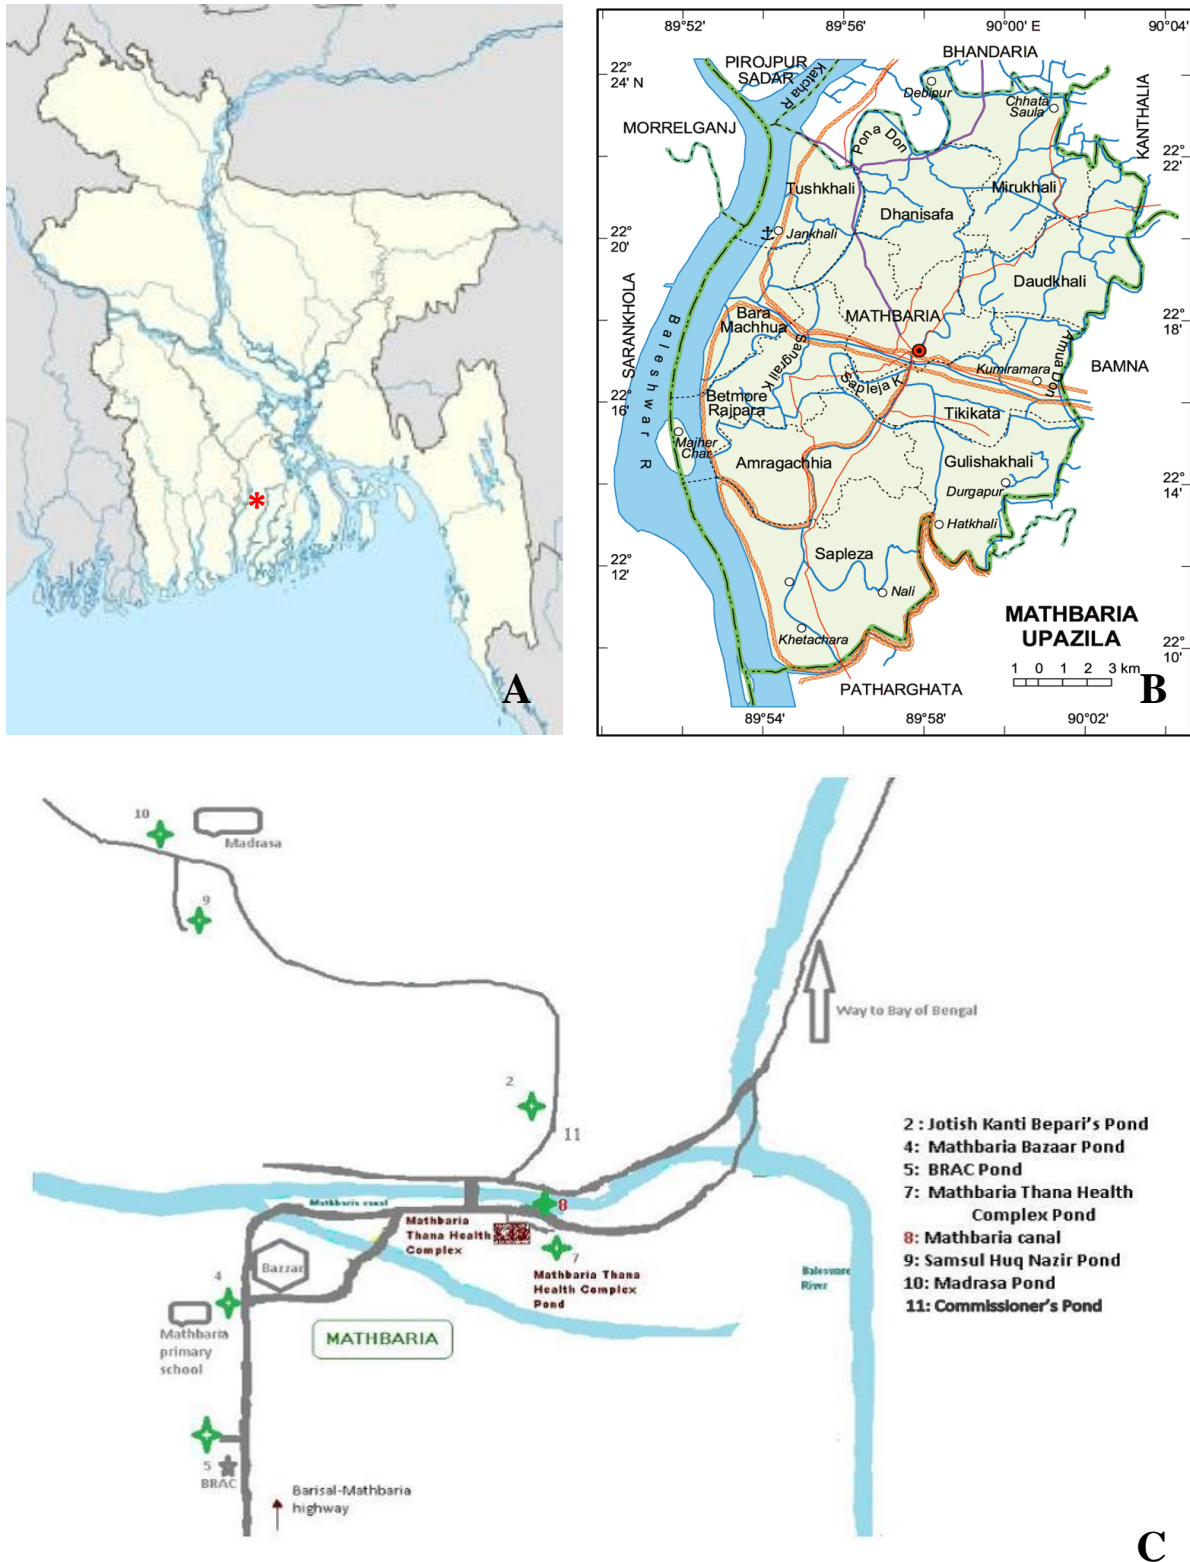 *
A
89°52'
89°56'
90°00' E
90°04'
22°
24' N
22°
22'
22°
20'
22°
18'
22°
16'
22°
14'
22°
12'
22°
10'
89°54'
89°58'
90°02'
PIROJPUR
SADAR
Katcha R
BHANDARIA
KANTHALIA
MORRELGANJ
Debipur
Chhata
Saula
Pona Don
Tushkhali
Mirukhali
Dhanisafa
Jankhali
SARANKHOLA
Daudkhali
Baleshwar R
Bara
Machhua
MATHBARIA
Sangrail K
Sapleja K
Kumiramara
Amua Don
BAMNA
Betmore
Rajpara
Tikikata
Majher
Char
Amragachhia
Gulishakhali
Durgapur
Hatkhali
Sapleza
Nali
Khetachara
MATHBARIA
UPAZILA
1 0 1 2 3 km
PATHARGHATA
B
10
Madrasa
9
Way to Bay of Bengal
2
11
2 : Jotish Kanti Bepari's Pond
4: Mathbaria Bazaar Pond
5: BRAC Pond
7: Mathbaria Thana Health
Complex Pond
8: Mathbaria canal
9: Samsul Huq Nazir Pond
10: Madrasa Pond
11: Commissioner's Pond
Mathbaris canal
8
Mathbaria
Thana Health
Complex
7
Mathbaria Thana
Health Complex
Pond
Bazzar
4
Mathbaria
primary
school
MATHBARIA
Baleswar
River
5
BRAC
Barisal-Mathbaria
highway
C